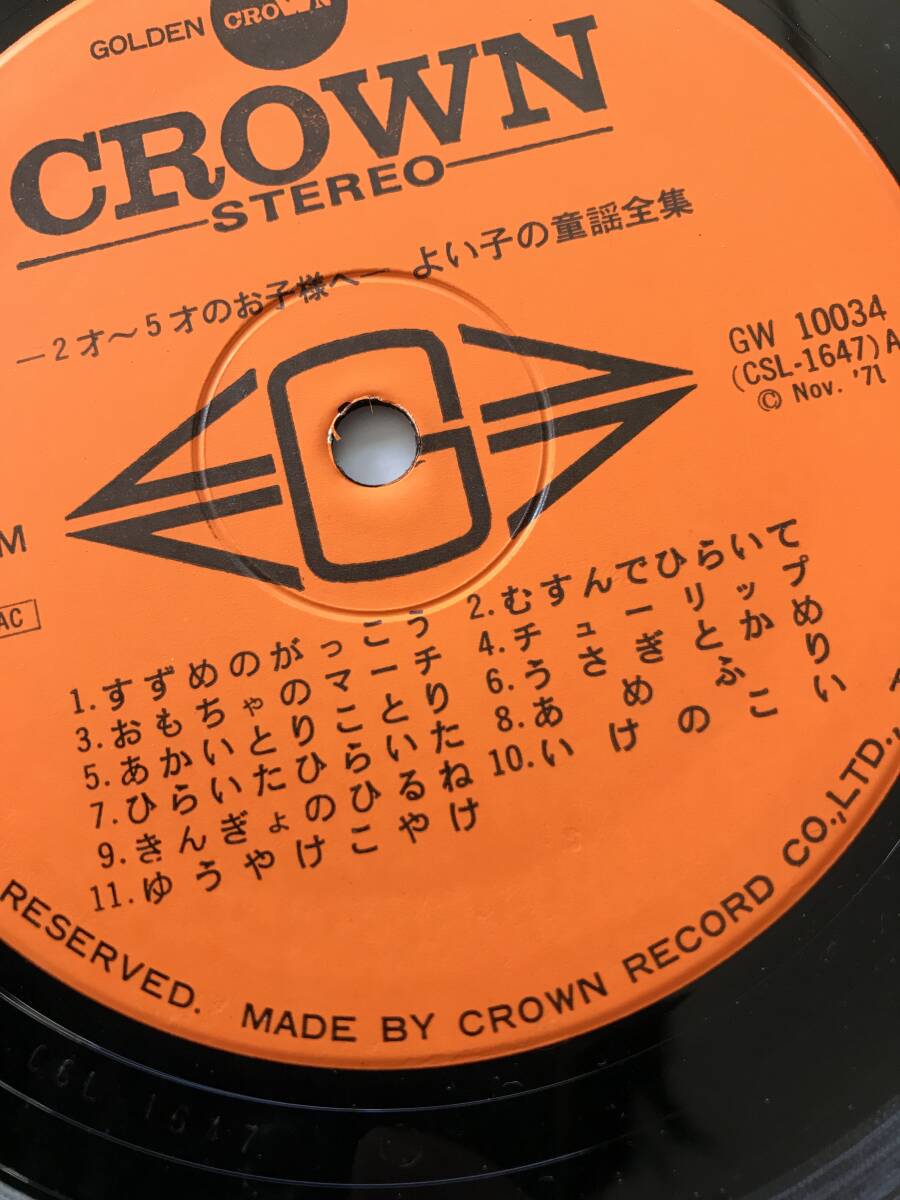 GOLDEN CROWN
CROWN
STEREO
―2才～5才のお子様へ― よい子の童謡全集
GW 10034
(CSL-1647) A
© Nov. '71
G
M
AC
1.すずめのがっこう 2.むすんでひらいて
3.おもちゃのマーチ 4.チューリップ
5.あかいとりことり 6.うさぎとかめ
7.ひらいたひらいた 8.あめふり
9.きんぎょのひるね 10.いけのこい
11.ゆうやけこやけ
RESERVED. MADE BY CROWN RECORD CO.,LTD.,
CSL 1647